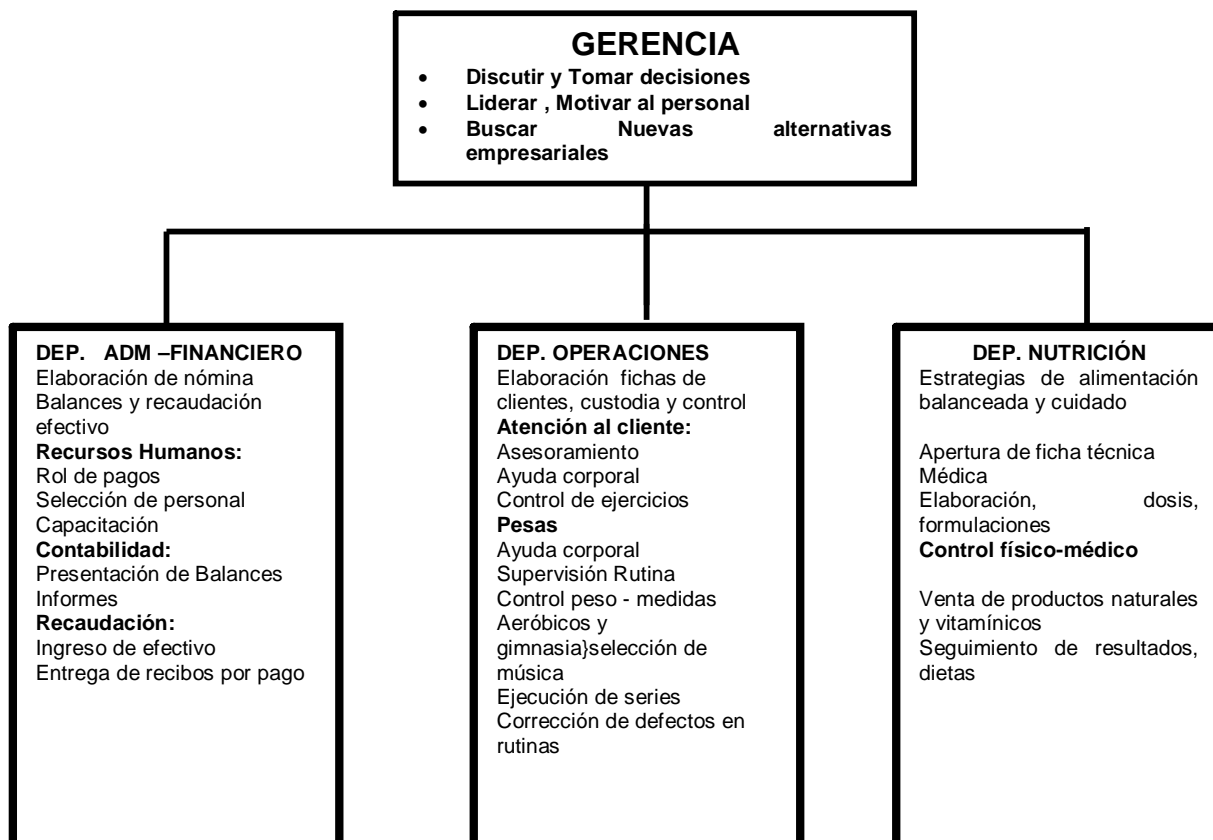 GERENCIA
• Discutir y Tomar decisiones
• Liderar , Motivar al personal
• Buscar Nuevas alternativas
empresariales
DEP. ADM –FINANCIERO
Elaboración de nómina
Balances y recaudación
efectivo
Recursos Humanos:
Rol de pagos
Selección de personal
Capacitación
Contabilidad:
Presentación de Balances
Informes
Recaudación:
Ingreso de efectivo
Entrega de recibos por pago
DEP. OPERACIONES
Elaboración fichas de
clientes, custodia y control
Atención al cliente:
Asesoramiento
Ayuda corporal
Control de ejercicios
Pesas
Ayuda corporal
Supervisión Rutina
Control peso - medidas
Aeróbicos y
gimnasia}selección de
música
Ejecución de series
Corrección de defectos en
rutinas
DEP. NUTRICIÓN
Estrategias de alimentación
balanceada y cuidado
Apertura de ficha técnica
Médica
Elaboración, dosis,
formulaciones
Control físico-médico
Venta de productos naturales
y vitamínicos
Seguimiento de resultados,
dietas